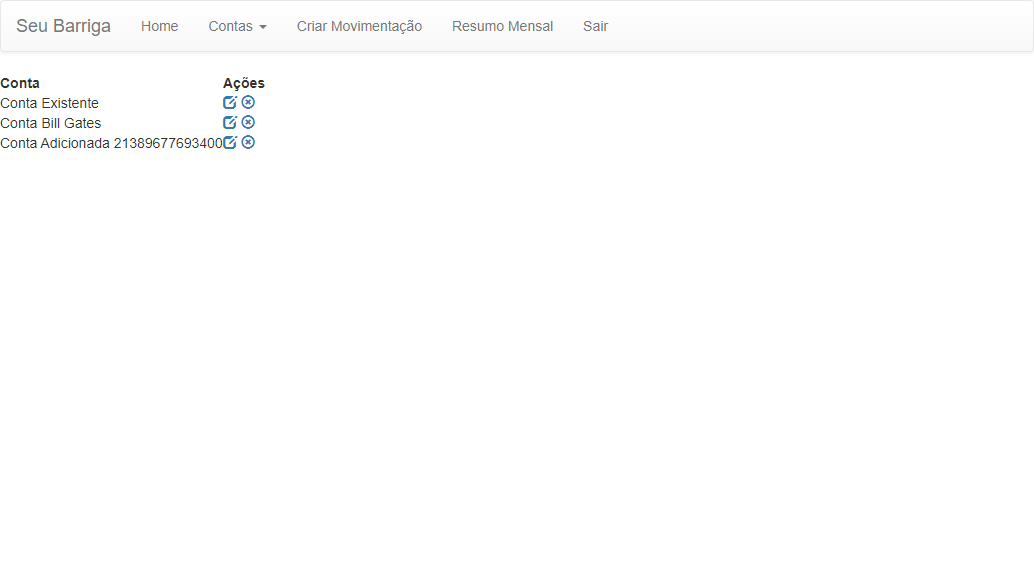 Seu Barriga Home Contas Criar Movimentação Resumo Mensal Sair
Conta Ações
Conta Existente
Conta Bill Gates
Conta Adicionada 21389677693400